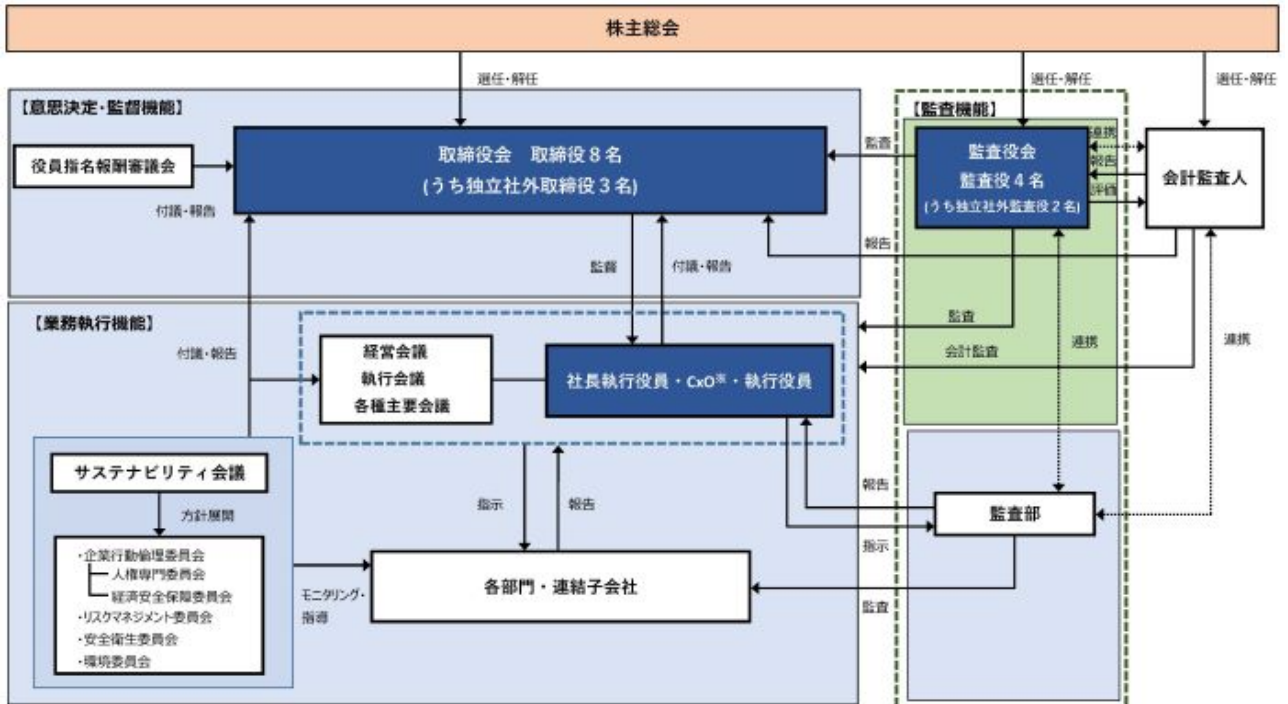 株主総会
選任・解任
選任・解任
選任・解任
【意思決定・監督機能】
【監査機能】
役員指名報酬審議会
取締役会　取締役８名
(うち独立社外取締役３名)
監査
監査役会
監査役４名
(うち独立社外監査役２名)
連携
報告
評価
会計監査人
付議・報告
報告
監督
付議・報告
【業務執行機能】
監査
会計監査
連携
連携
付議・報告
経営会議
執行会議
各種主要会議
社長執行役員・CxO※・執行役員
サステナビリティ会議
方針展開
指示
報告
報告
指示
監査部
・企業行動倫理委員会
人権専門委員会
経済安全保障委員会
・リスクマネジメント委員会
・安全衛生委員会
・環境委員会
モニタリング・
指導
各部門・連結子会社
監査